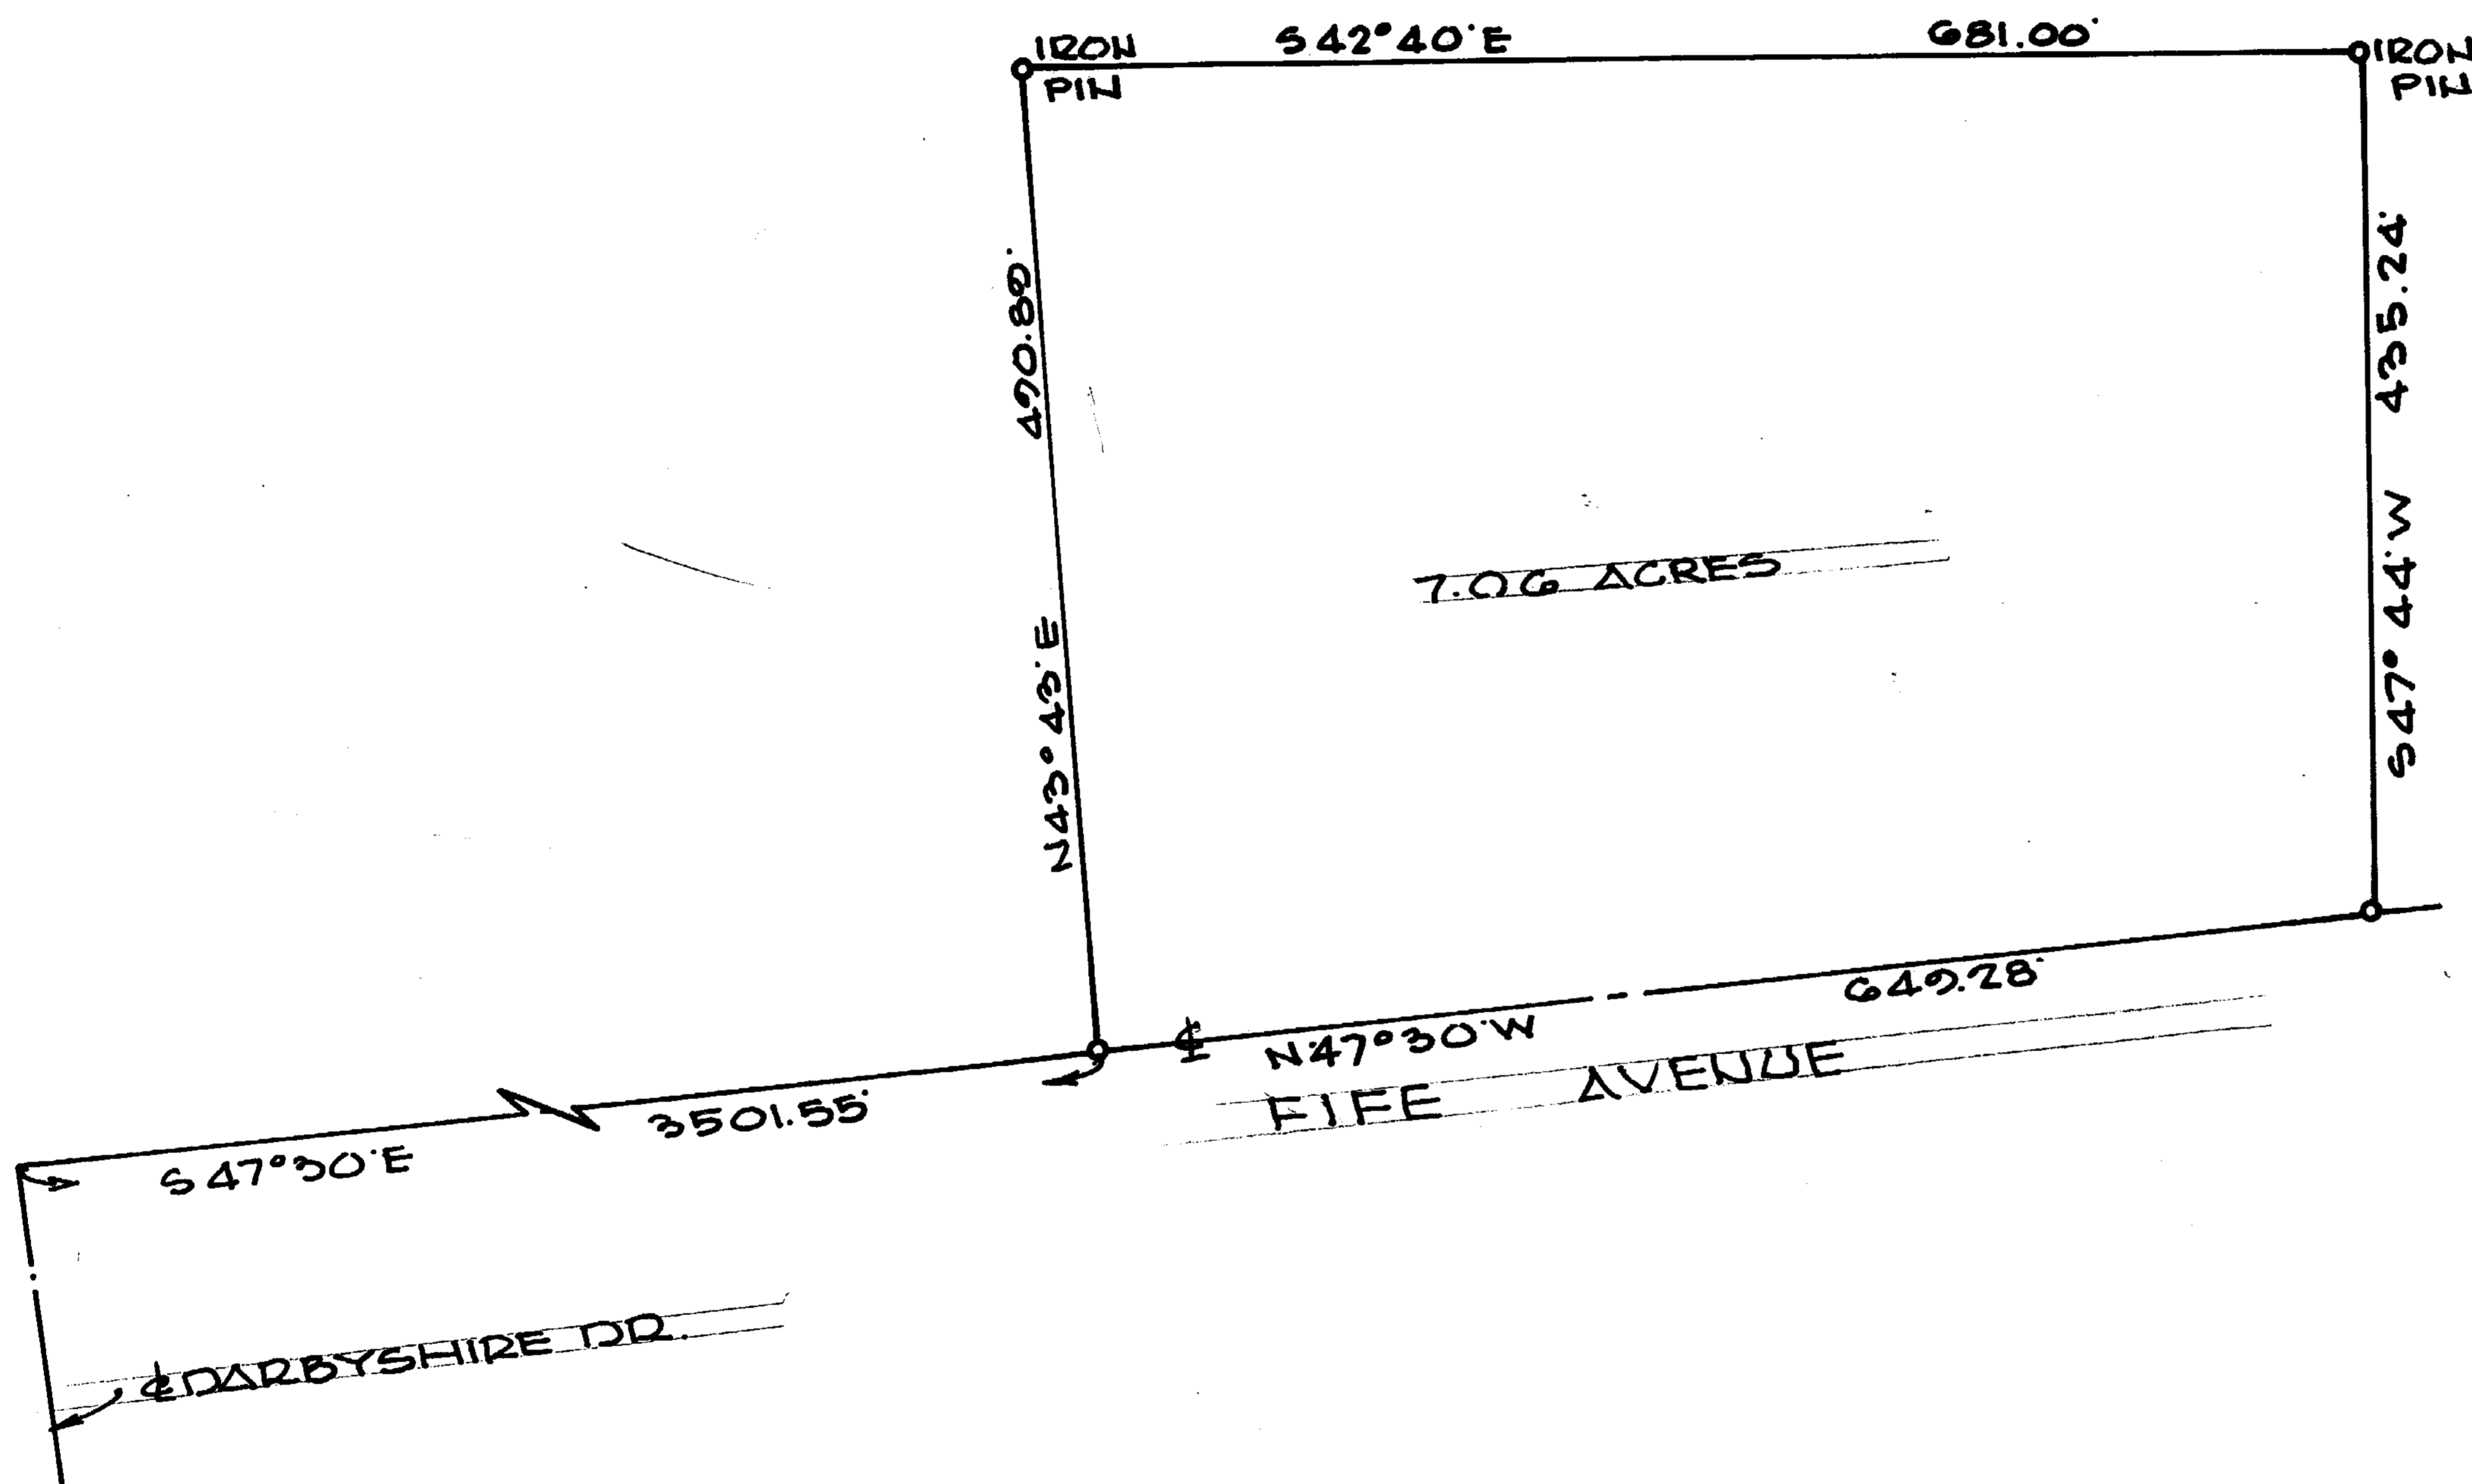 IRON
PIN
S42°40'E
681.00'
IRON
PIN
490.89'
N43°43'E
435.24'
S47°44'W
7.06 ACRES
℄
N47°30'W
649.28'
FIFE AVENUE
3501.55'
S47°30'E
℄ DARBYSHIRE DR.